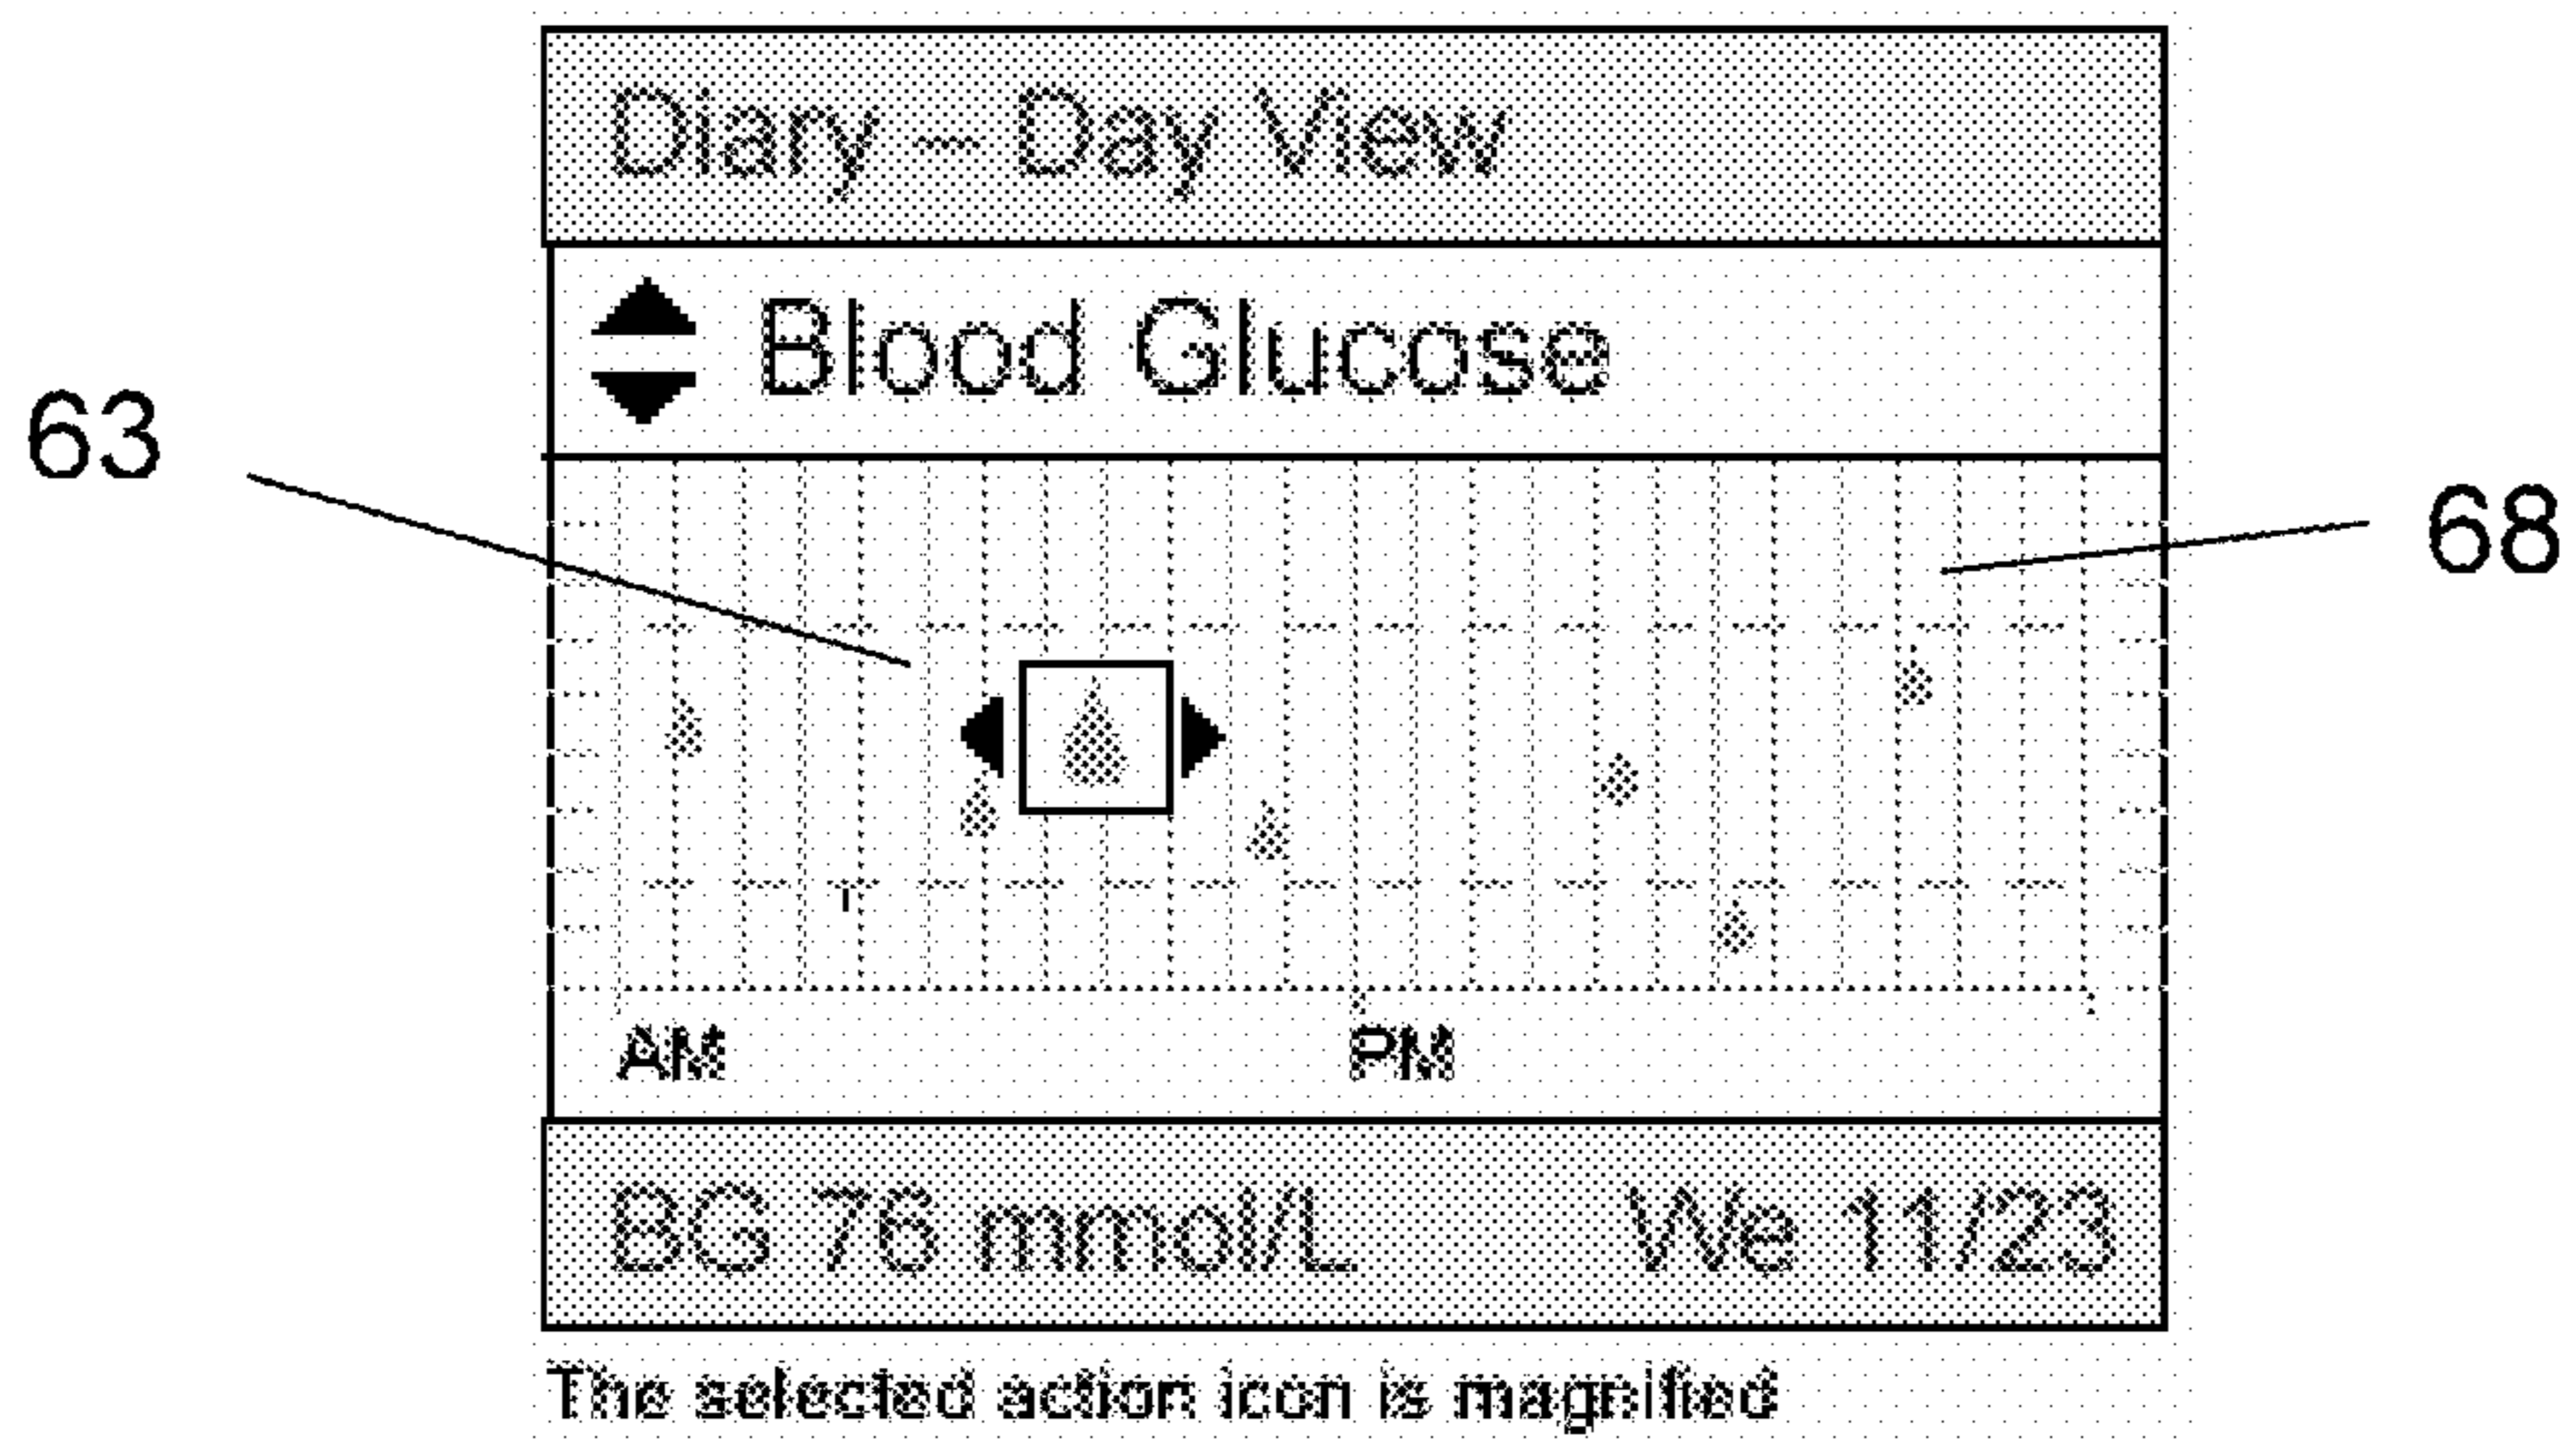 Diary – Day View
Blood Glucose
63
68
AM
PM
BG 76 mmol/L
We 11/23
The selected action icon is magnified